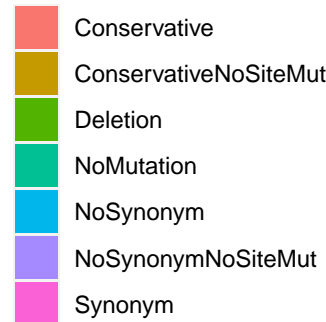 Conservative
ConservativeNoSiteMut
Deletion
NoMutation
NoSynonym
NoSynonymNoSiteMut
Synonym